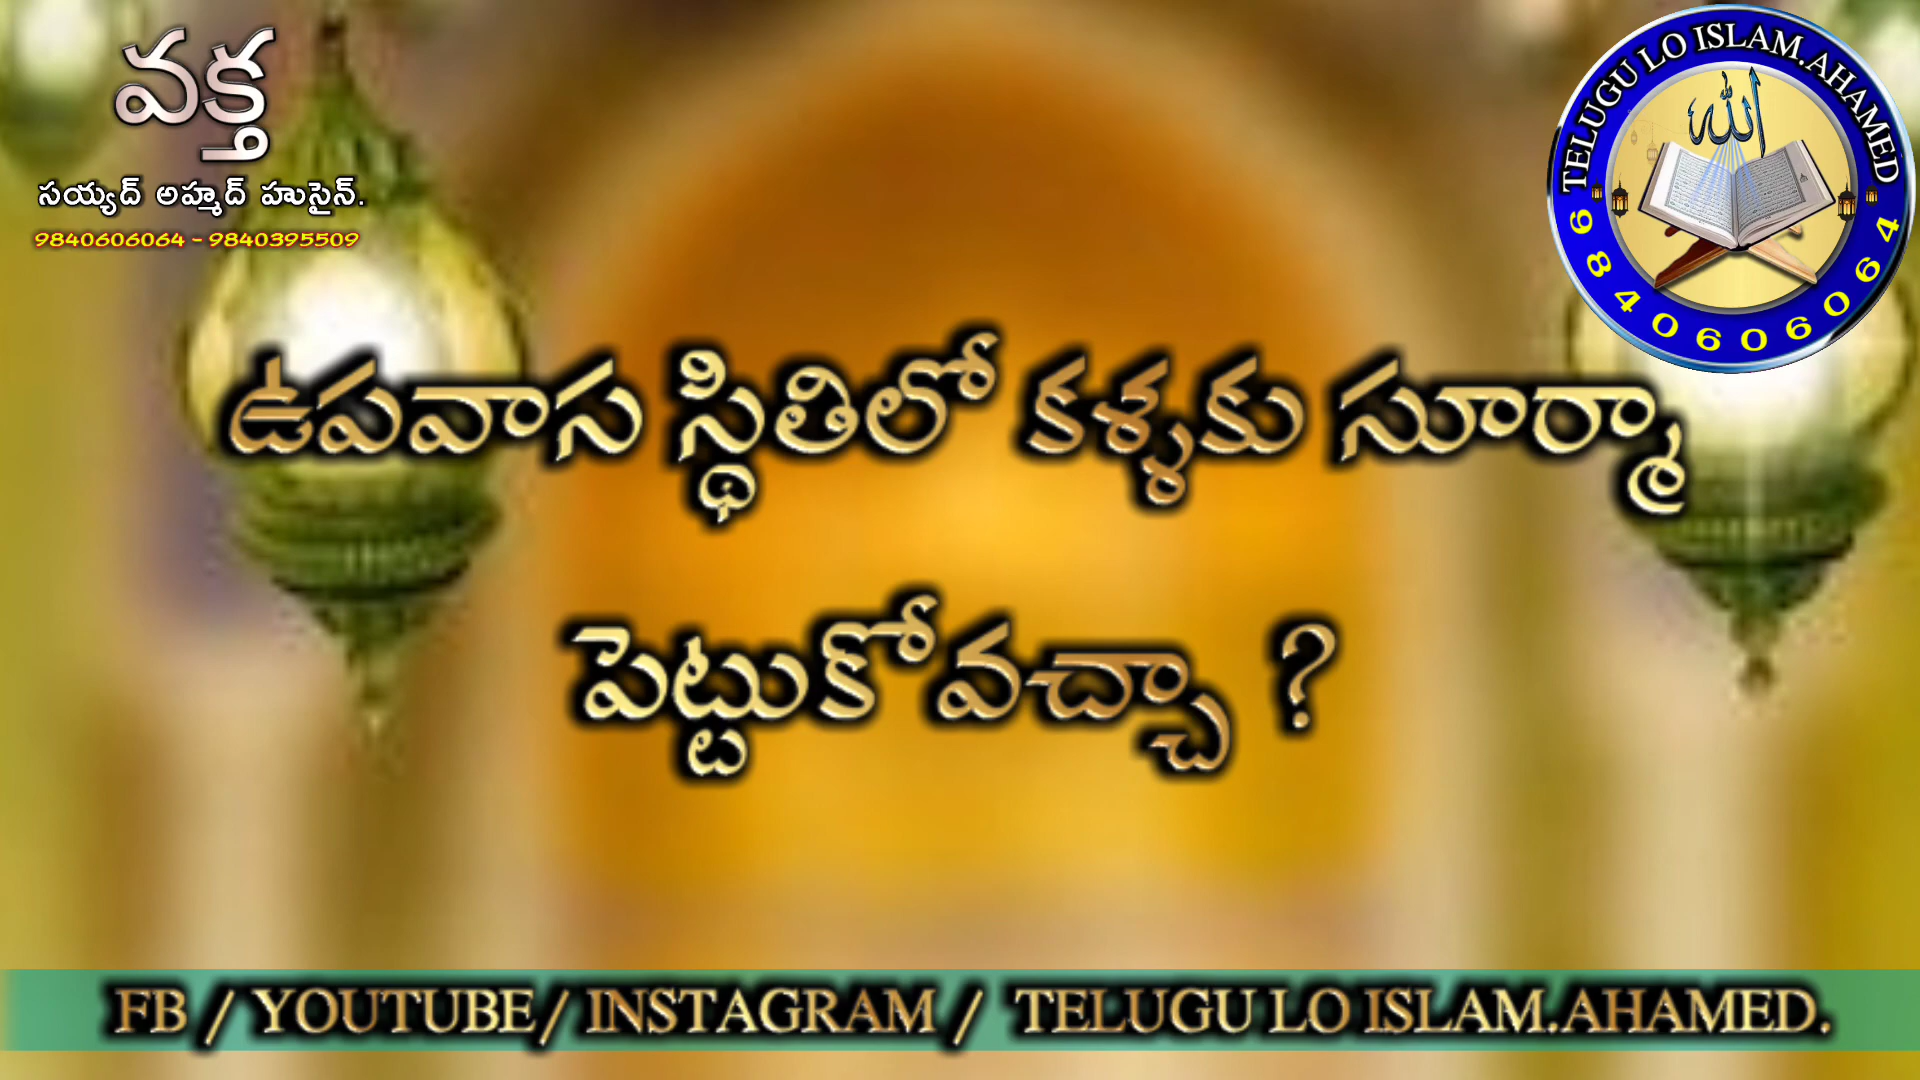 వక్త
సయ్యద్ అహ్మద్ హుసైన్.
9840606064 - 9840395509
TELUGU LO ISLAM.AHAMED
الله
9840606064
ఉపవాస స్థితిలో కళ్ళకు సూర్మా
పెట్టుకోవచ్చా ?
FB / YOUTUBE/ INSTAGRAM / TELUGU LO ISLAM.AHAMED.